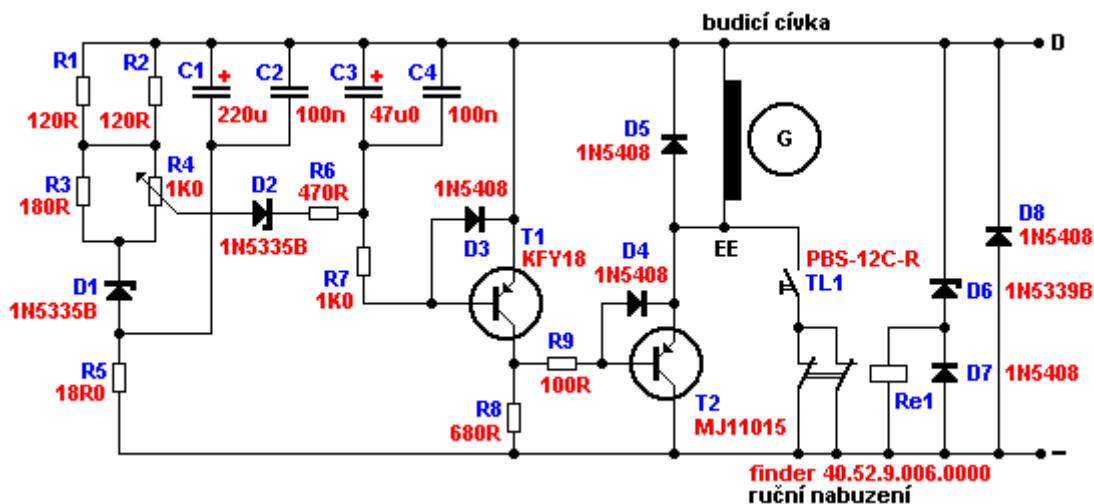 budicí cívka
D
R1
R2
C1
+
C2
C3
+
C4
120R
120R
220u
100n
47u0
100n
D5
1N5408
G
R3
180R
R4
1K0
D2
1N5335B
R6
470R
1N5408
D3
T1
KFY18
D4
1N5408
EE
PBS-12C-R
TL1
D8
1N5408
D6
1N5339B
D1
1N5335B
R7
1K0
R9
100R
R5
18R0
R8
680R
T2
MJ11015
Re1
D7
1N5408
–
finder 40.52.9.006.0000
ruční nabuzení